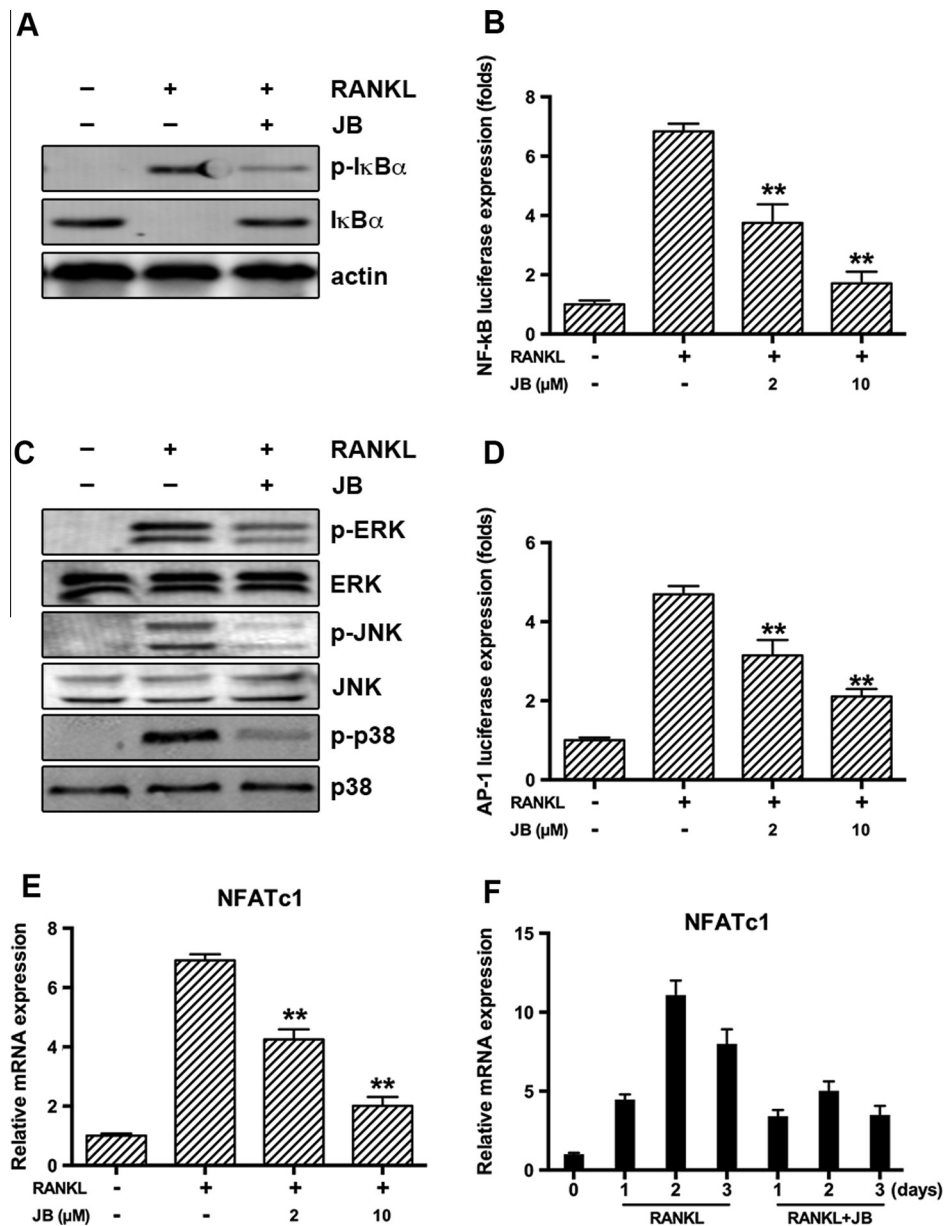 A
– + + RANKL
– – + JB
p-IκBα
IκBα
actin
B
NF-kB luciferase expression (folds)
8
6
4
2
0
**
**
RANKL - + + +
JB (µM) - - 2 10
C
– + + RANKL
– – + JB
p-ERK
ERK
p-JNK
JNK
p-p38
p38
D
AP-1 luciferase expression (folds)
6
4
2
0
**
**
RANKL - + + +
JB (µM) - - 2 10
E
NFATc1
Relative mRNA expression
8
6
4
2
0
**
**
RANKL - + + +
JB (µM) - - 2 10
F
NFATc1
Relative mRNA expression
15
10
5
0
0 1 2 3 1 2 3 (days)
RANKL RANKL+JB